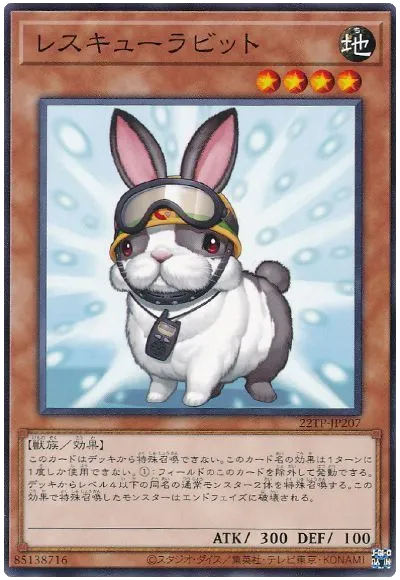 レスキューラビット
地
22TP-JP207
【獣族/効果】
このカードはデッキから特殊召喚できない。このカード名の効果は1ターンに
1度しか使用できない。①:フィールドのこのカードを除外して発動できる。
デッキからレベル4以下の同名の通常モンスター2体を特殊召喚する。この
効果で特殊召喚したモンスターはエンドフェイズに破壊される。
ATK/ 300 DEF/ 100
85138716 ©スタジオ・ダイス/集英社・テレビ東京・KONAMI